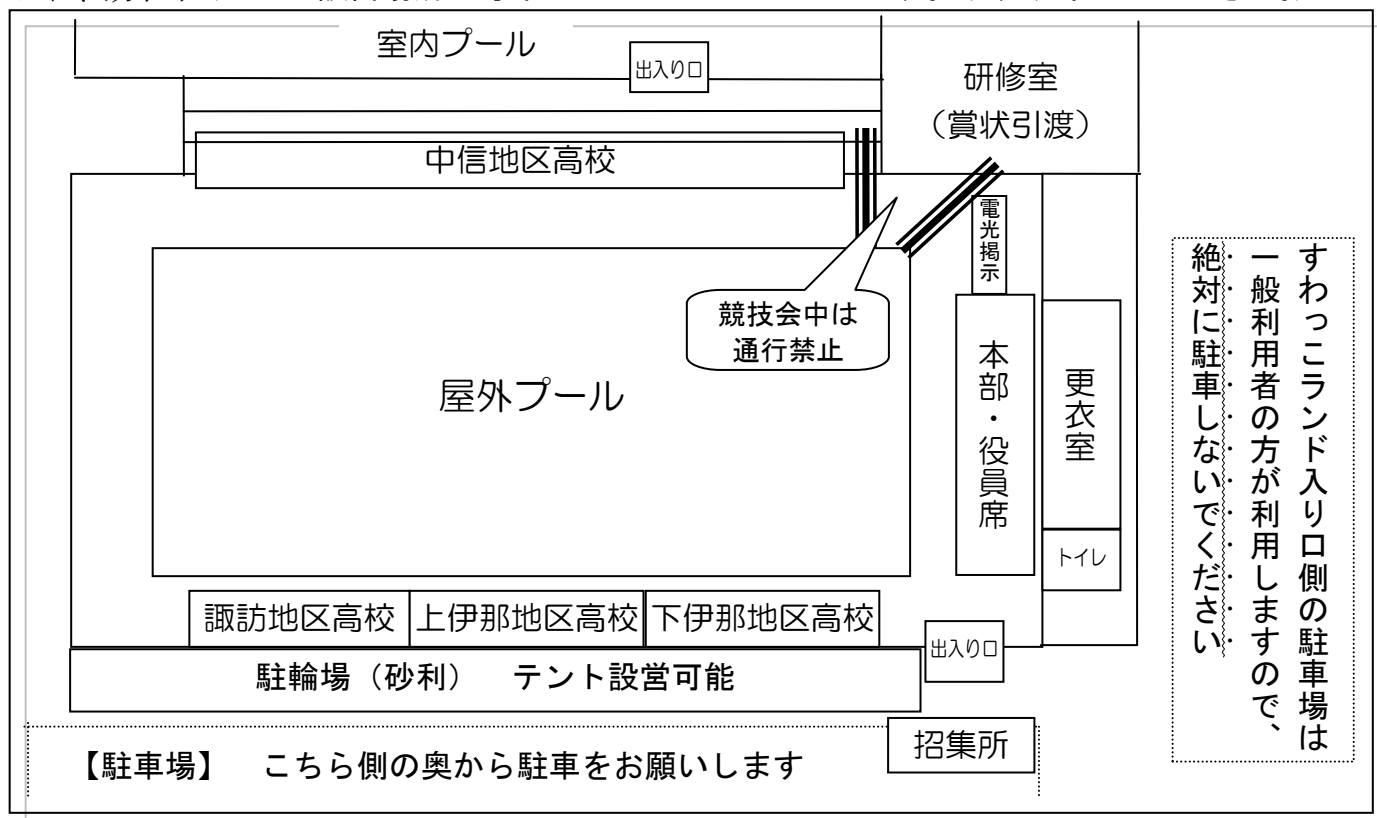 室内プール
出入り口
研修室
（賞状引渡）
中信地区高校
電光掲示
競技会中は
通行禁止
屋外プール
本部・役員席
更衣室
トイレ
すわっこランド入り口側の駐車場は
一般利用者の方が利用しますので、
絶対に駐車しないでください
諏訪地区高校
上伊那地区高校
下伊那地区高校
出入り口
駐輪場（砂利）　テント設営可能
招集所
【駐車場】　こちら側の奥から駐車をお願いします